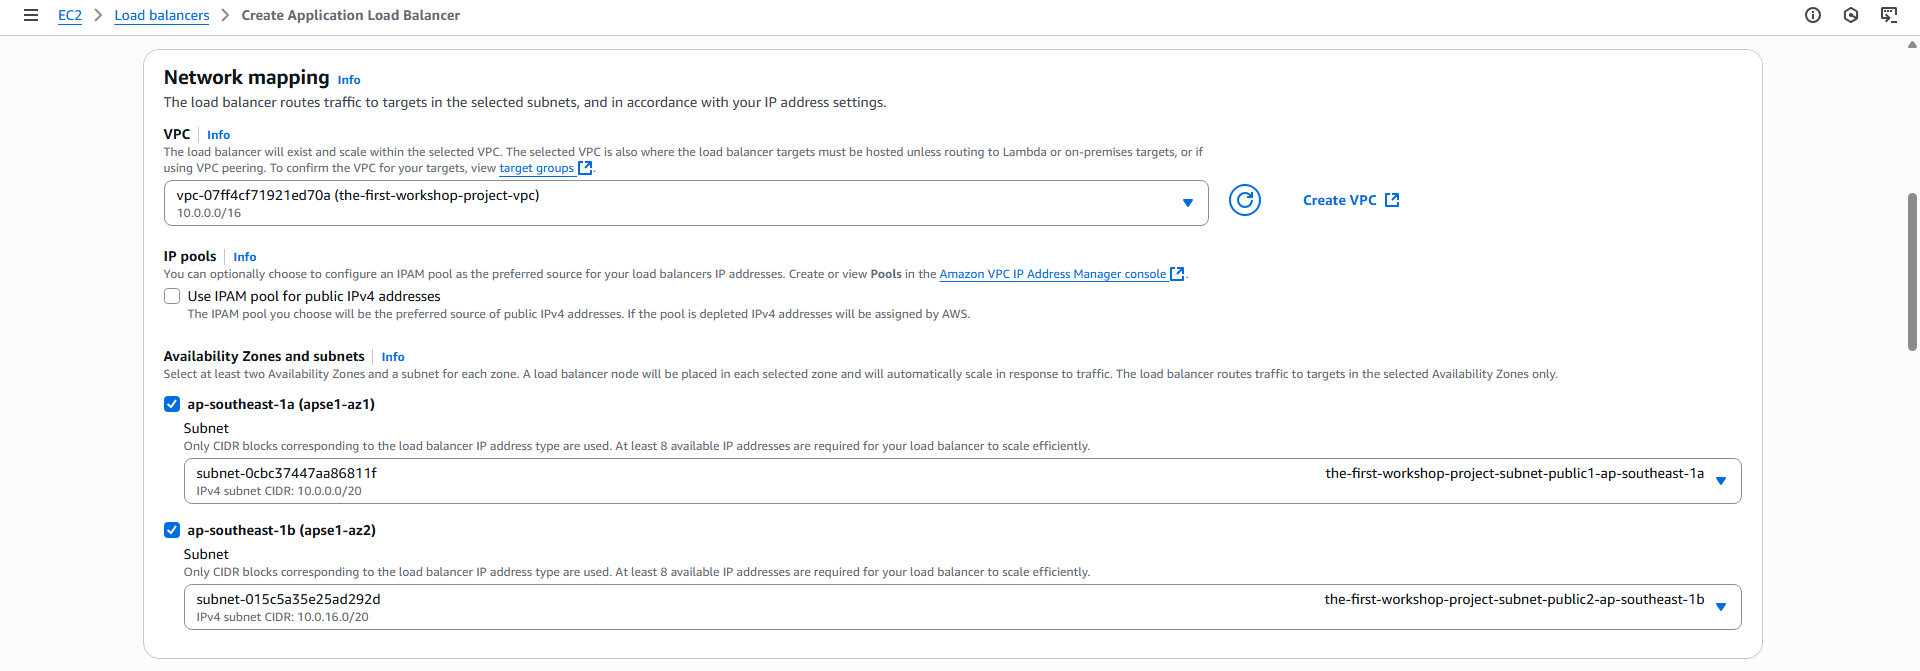 EC2 > Load balancers > Create Application Load Balancer
Network mapping Info
The load balancer routes traffic to targets in the selected subnets, and in accordance with your IP address settings.
VPC | Info
The load balancer will exist and scale within the selected VPC. The selected VPC is also where the load balancer targets must be hosted unless routing to Lambda or on-premises targets, or if
using VPC peering. To confirm the VPC for your targets, view target groups.
vpc-07ff4cf71921ed70a (the-first-workshop-project-vpc)
10.0.0.0/16
Create VPC
IP pools | Info
You can optionally choose to configure an IPAM pool as the preferred source for your load balancers IP addresses. Create or view Pools in the Amazon VPC IP Address Manager console.
Use IPAM pool for public IPv4 addresses
The IPAM pool you choose will be the preferred source of public IPv4 addresses. If the pool is depleted IPv4 addresses will be assigned by AWS.
Availability Zones and subnets | Info
Select at least two Availability Zones and a subnet for each zone. A load balancer node will be placed in each selected zone and will automatically scale in response to traffic. The load balancer routes traffic to targets in the selected Availability Zones only.
ap-southeast-1a (apse1-az1)
Subnet
Only CIDR blocks corresponding to the load balancer IP address type are used. At least 8 available IP addresses are required for your load balancer to scale efficiently.
subnet-0cbc37447aa86811f the-first-workshop-project-subnet-public1-ap-southeast-1a
IPv4 subnet CIDR: 10.0.0.0/20
ap-southeast-1b (apse1-az2)
Subnet
Only CIDR blocks corresponding to the load balancer IP address type are used. At least 8 available IP addresses are required for your load balancer to scale efficiently.
subnet-015c5a35e25ad292d the-first-workshop-project-subnet-public2-ap-southeast-1b
IPv4 subnet CIDR: 10.0.16.0/20